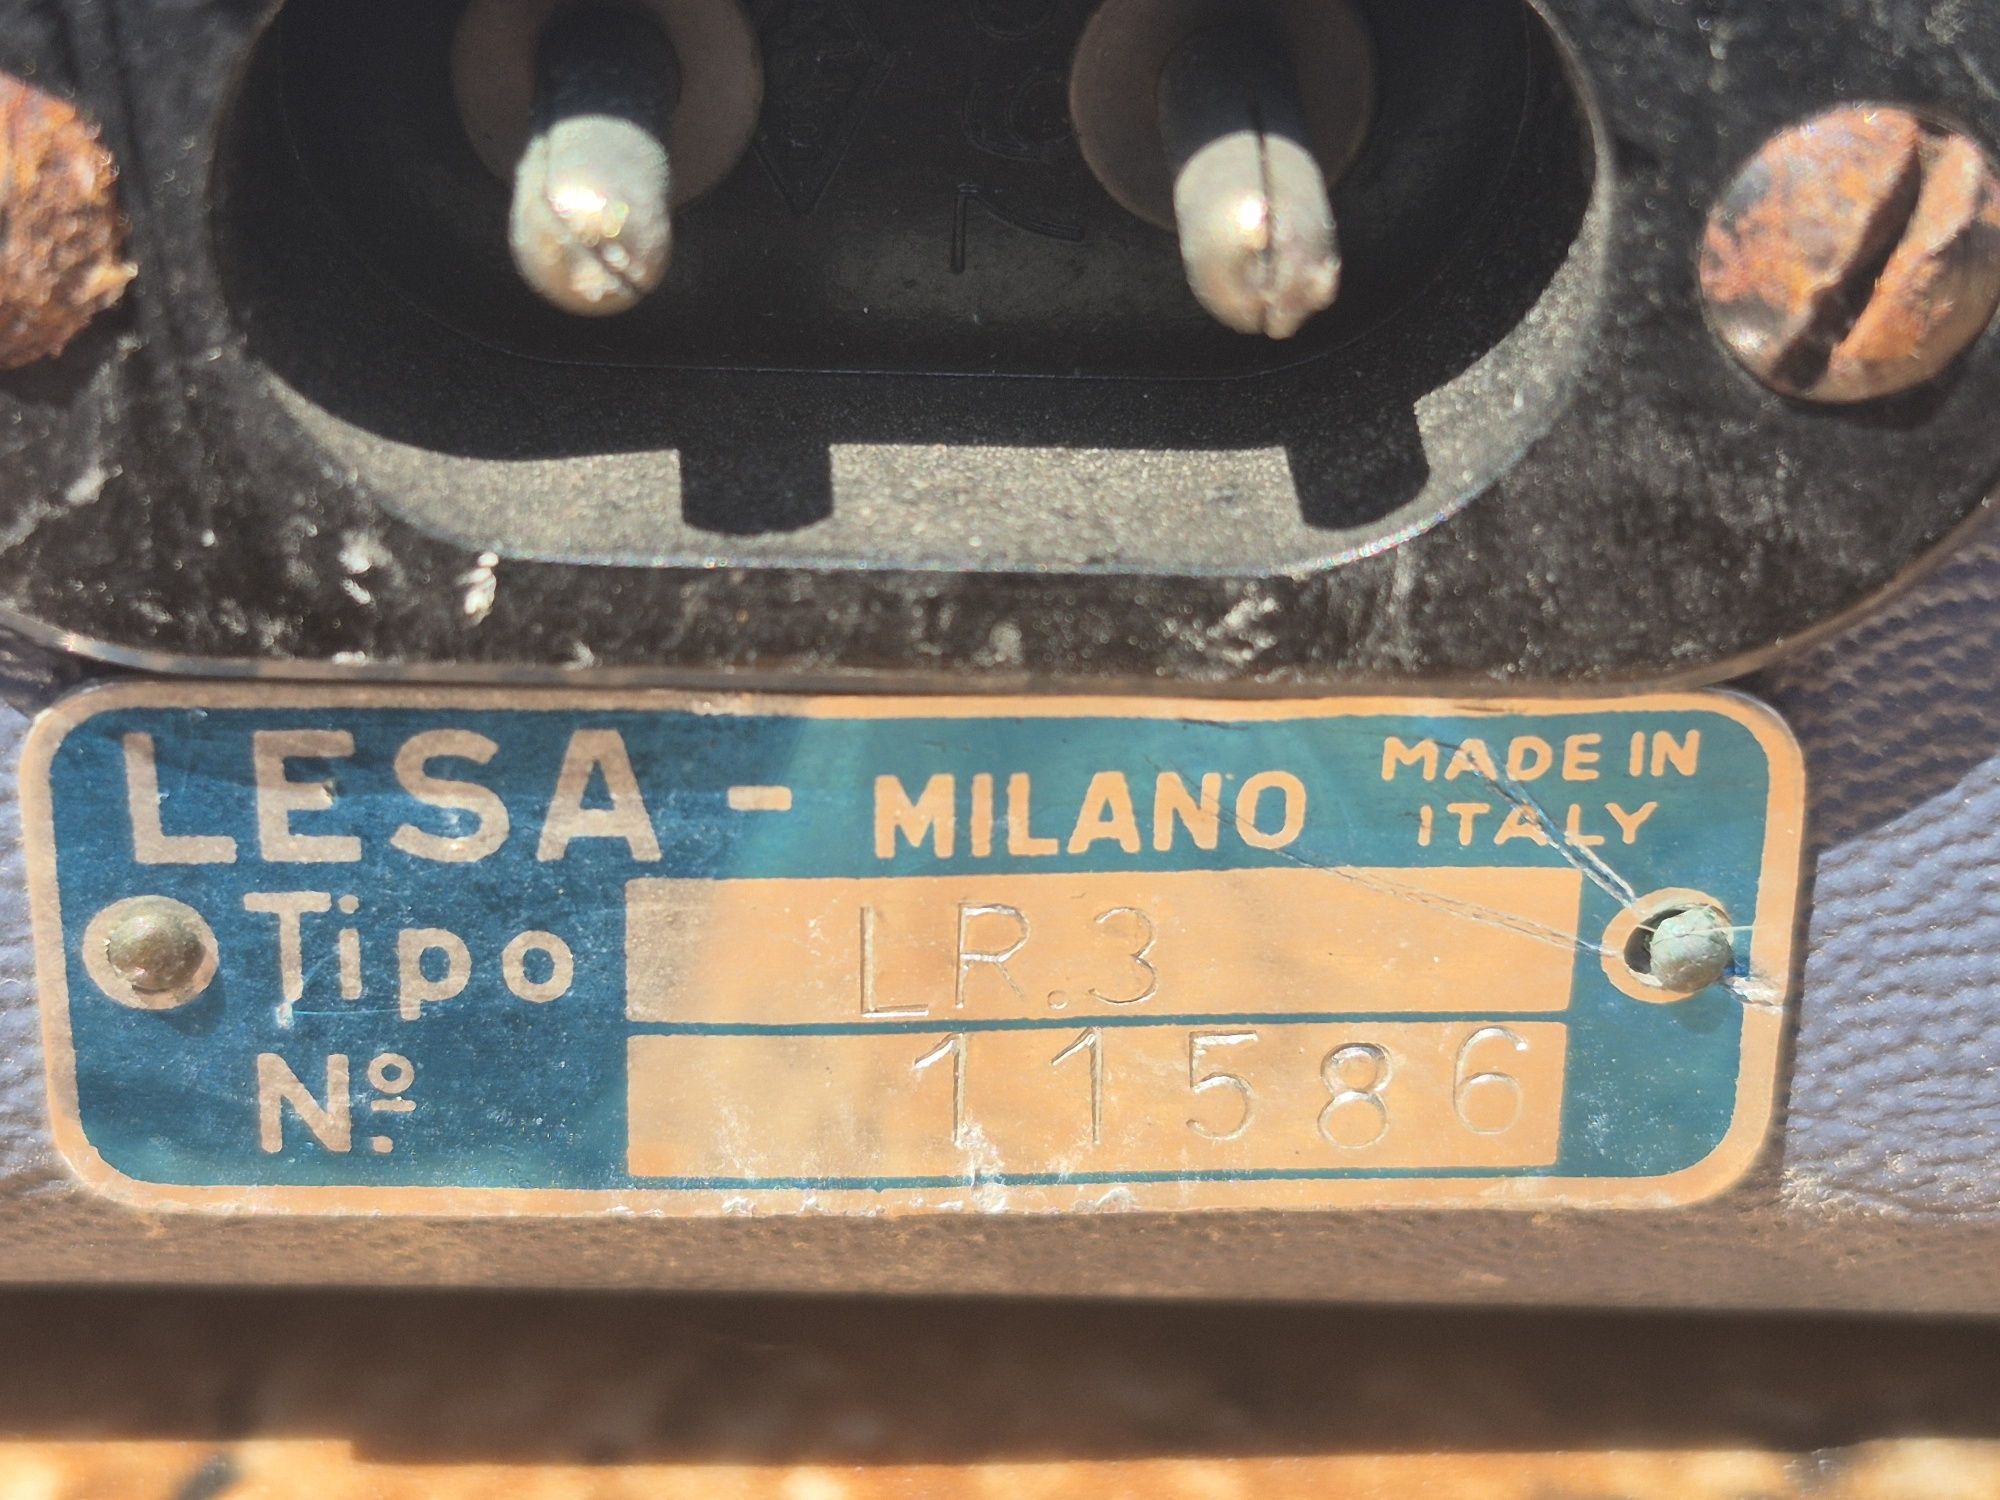 LESA - MILANO MADE IN
ITALY
Tipo LR.3
Nº. 11586